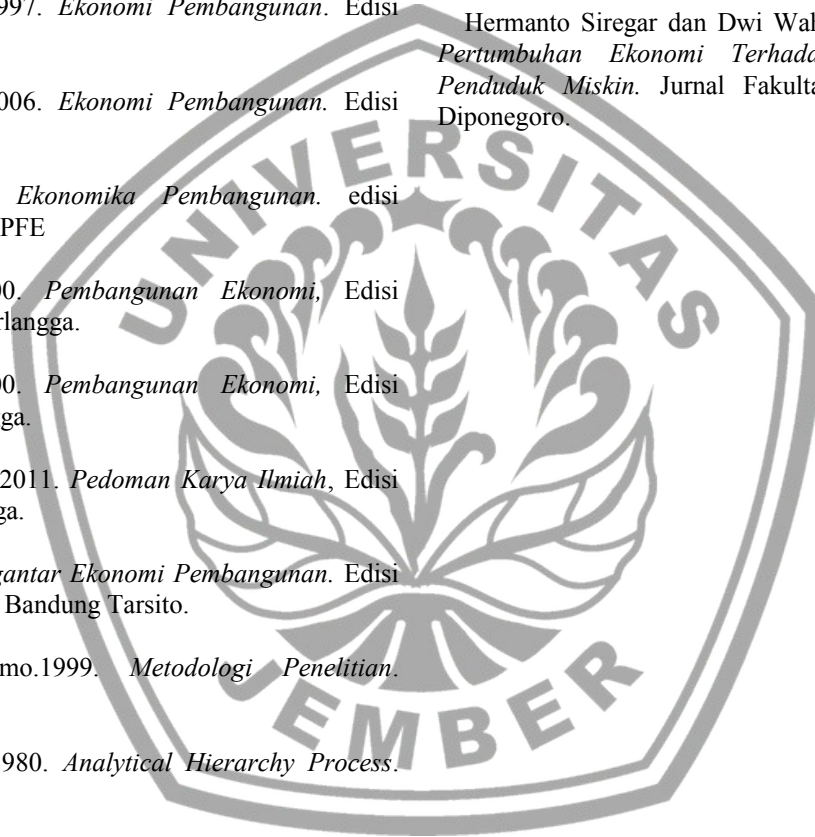 997. Ekonomi Pembangunan. Edisi
006. Ekonomi Pembangunan. Edisi
Ekonomika Pembangunan. edisi
PFE
00. Pembangunan Ekonomi, Edisi
rlangga.
00. Pembangunan Ekonomi, Edisi
gga.
2011. Pedoman Karya Ilmiah, Edisi
ga.
gantar Ekonomi Pembangunan. Edisi
Bandung Tarsito.
mo.1999. Metodologi Penelitian.
980. Analytical Hierarchy Process.
Hermanto Siregar dan Dwi Wah
Pertumbuhan Ekonomi Terhada
Penduduk Miskin. Jurnal Fakulta
Diponegoro.
UNIVERSITAS
JEMBER